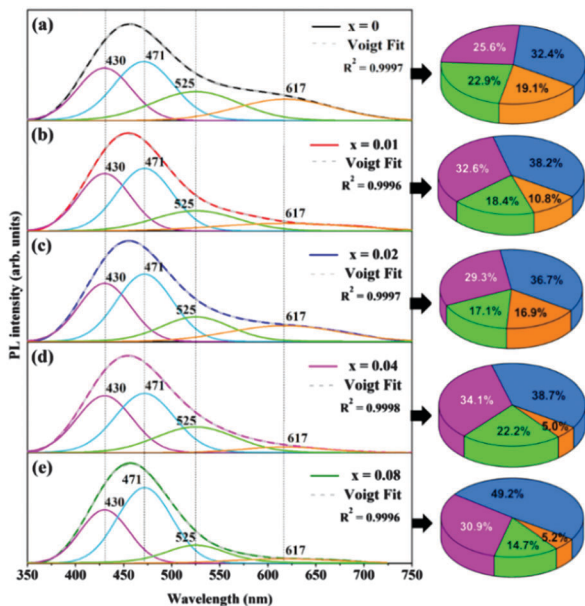 (a)
430
471
525
617
x = 0
Voigt Fit
R² = 0.9997
25.6%
32.4%
22.9%
19.1%
(b)
430
471
525
617
x = 0.01
Voigt Fit
R² = 0.9996
32.6%
38.2%
18.4%
10.8%
(c)
430
471
525
617
x = 0.02
Voigt Fit
R² = 0.9997
29.3%
36.7%
17.1%
16.9%
(d)
430
471
525
617
x = 0.04
Voigt Fit
R² = 0.9998
34.1%
38.7%
22.2%
5.0%
(e)
430
471
525
617
x = 0.08
Voigt Fit
R² = 0.9996
49.2%
30.9%
14.7%
5.2%
PL intensity (arb. units)
350 400 450 500 550 600 650 700 750
Wavelength (nm)